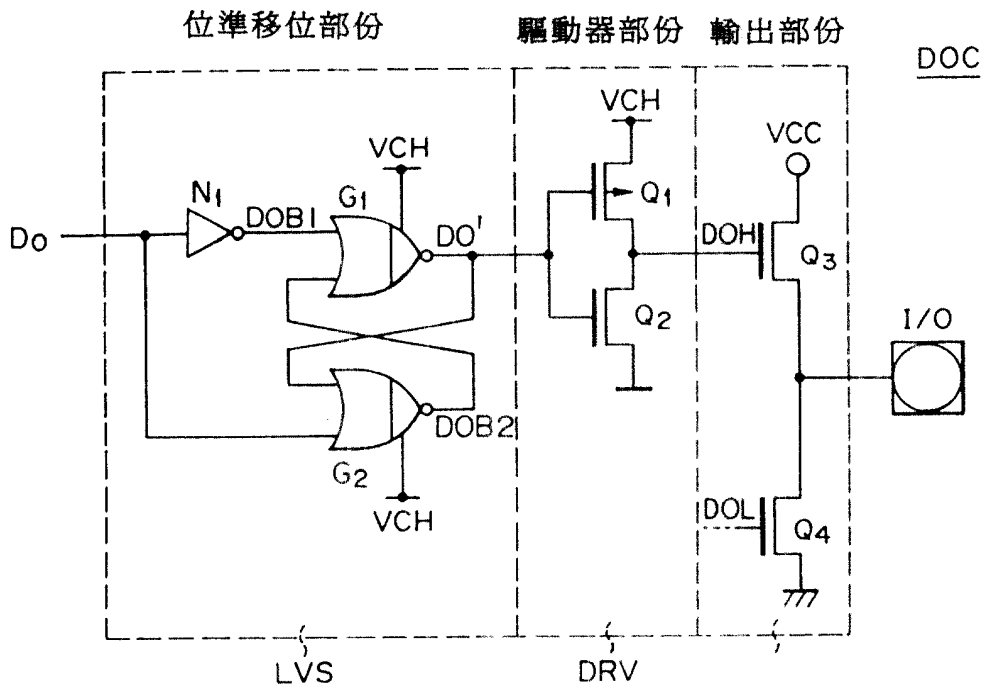 位準移位部份
驅動器部份
輸出部份
DOC
VCH
VCH
VCC
N1
G1
Q1
DOB1
DO'
Do
DOH
Q3
Q2
I/O
DOB2
G2
VCH
DOL
Q4
LVS
DRV